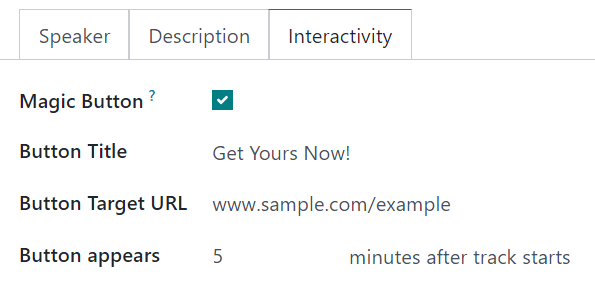 Speaker Description Interactivity
Magic Button ?
Button Title Get Yours Now!
Button Target URL www.sample.com/example
Button appears 5 minutes after track starts